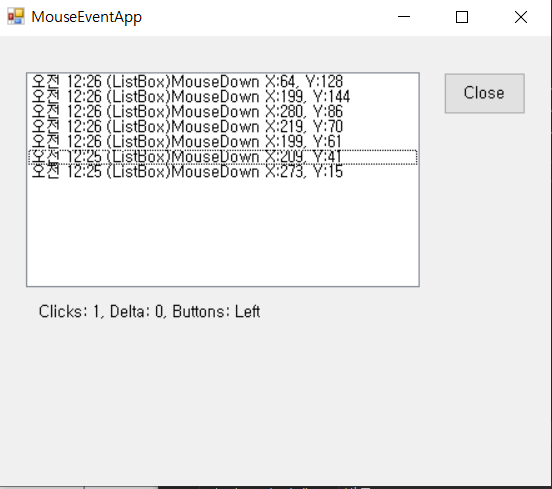 MouseEventApp
오전 12:26 (ListBox)MouseDown X:64, Y:128
오전 12:26 (ListBox)MouseDown X:199, Y:144
오전 12:26 (ListBox)MouseDown X:280, Y:86
오전 12:26 (ListBox)MouseDown X:219, Y:70
오전 12:26 (ListBox)MouseDown X:199, Y:61
오전 12:25 (ListBox)MouseDown X:209, Y:41
오전 12:25 (ListBox)MouseDown X:273, Y:15
Close
Clicks: 1, Delta: 0, Buttons: Left